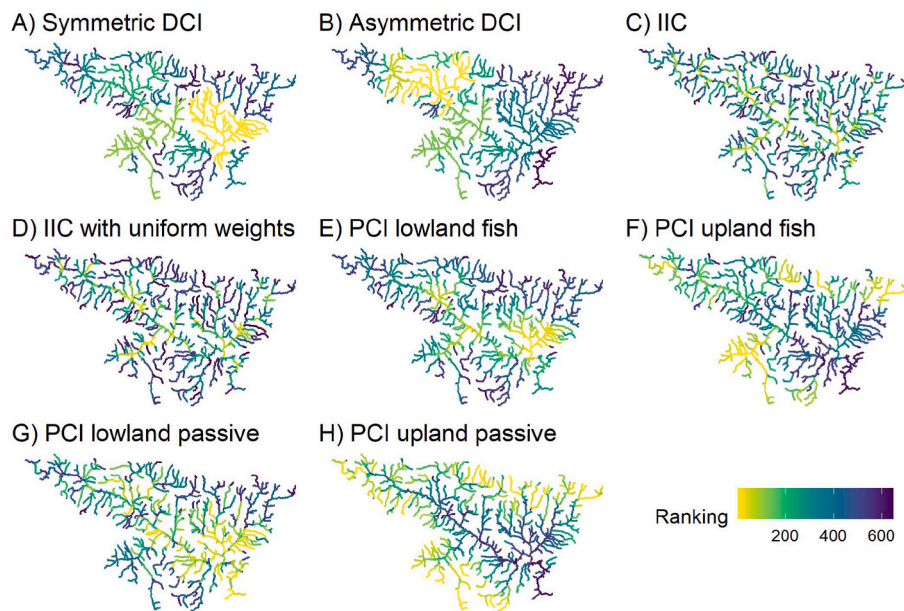 A) Symmetric DCI
B) Asymmetric DCI
C) IIC
D) IIC with uniform weights
E) PCI lowland fish
F) PCI upland fish
G) PCI lowland passive
H) PCI upland passive
Ranking
200 400 600